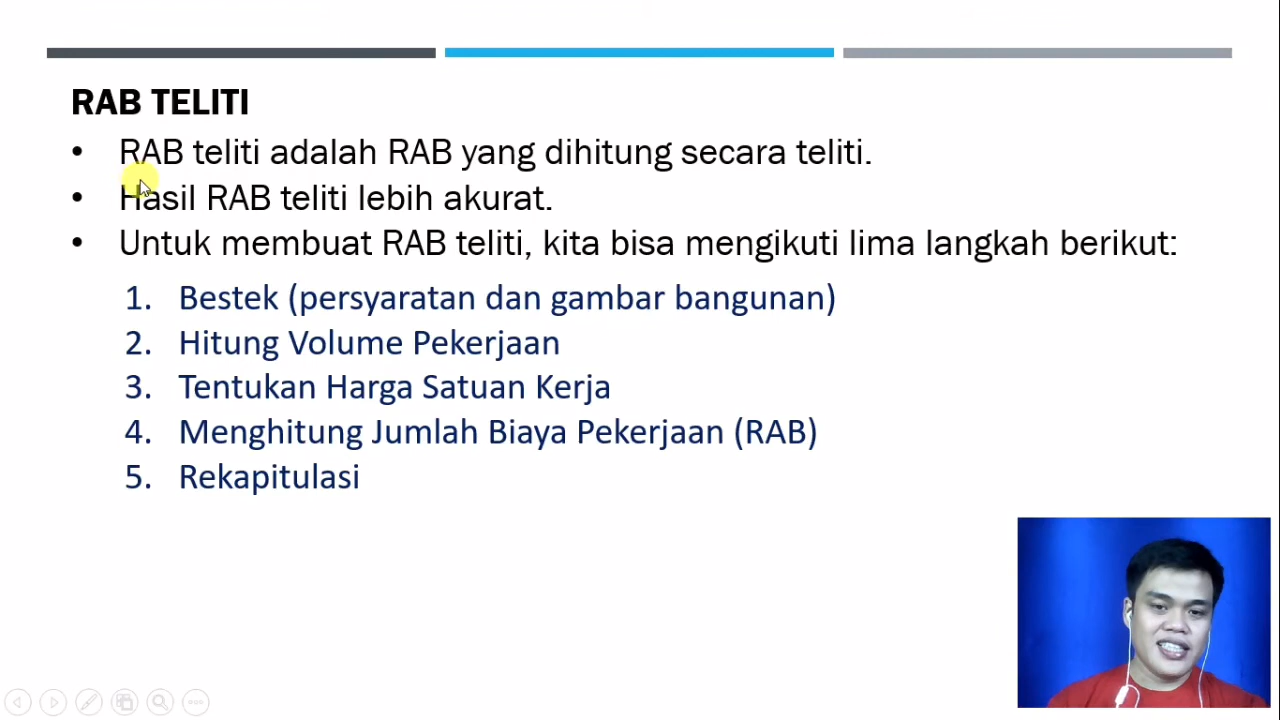 RAB TELITI
• RAB teliti adalah RAB yang dihitung secara teliti.
• Hasil RAB teliti lebih akurat.
• Untuk membuat RAB teliti, kita bisa mengikuti lima langkah berikut:
1. Bestek (persyaratan dan gambar bangunan)
2. Hitung Volume Pekerjaan
3. Tentukan Harga Satuan Kerja
4. Menghitung Jumlah Biaya Pekerjaan (RAB)
5. Rekapitulasi